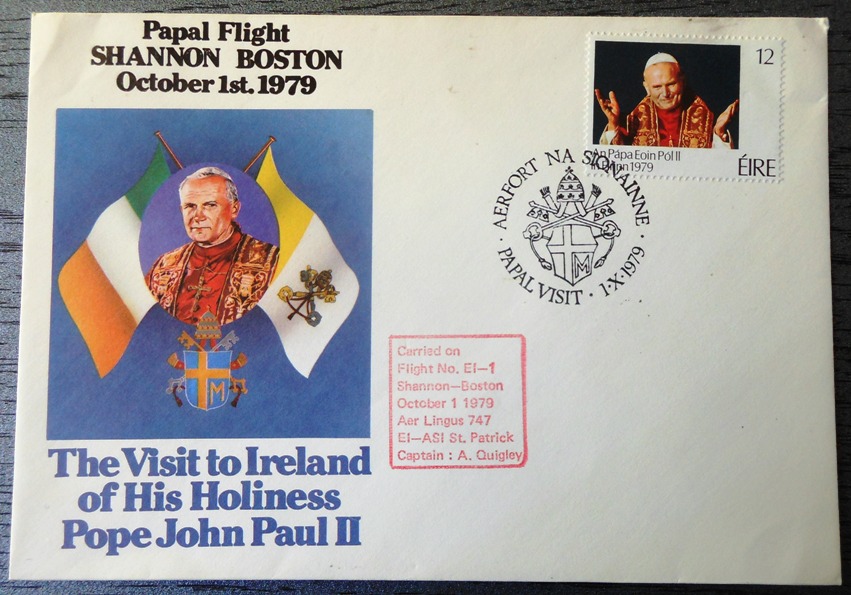 Papal Flight
SHANNON BOSTON
October 1st. 1979
12
An Pápa Eoin Pól II
1979
ÉIRE
· AERFORT NA SIONAINNE ·
PAPAL VISIT · 1·X·1979
M
M
Carried on
Flight No. EI–1
Shannon–Boston
October 1 1979
Aer Lingus 747
EI–ASI St. Patrick
Captain : A. Quigley
The Visit to Ireland
of His Holiness
Pope John Paul II